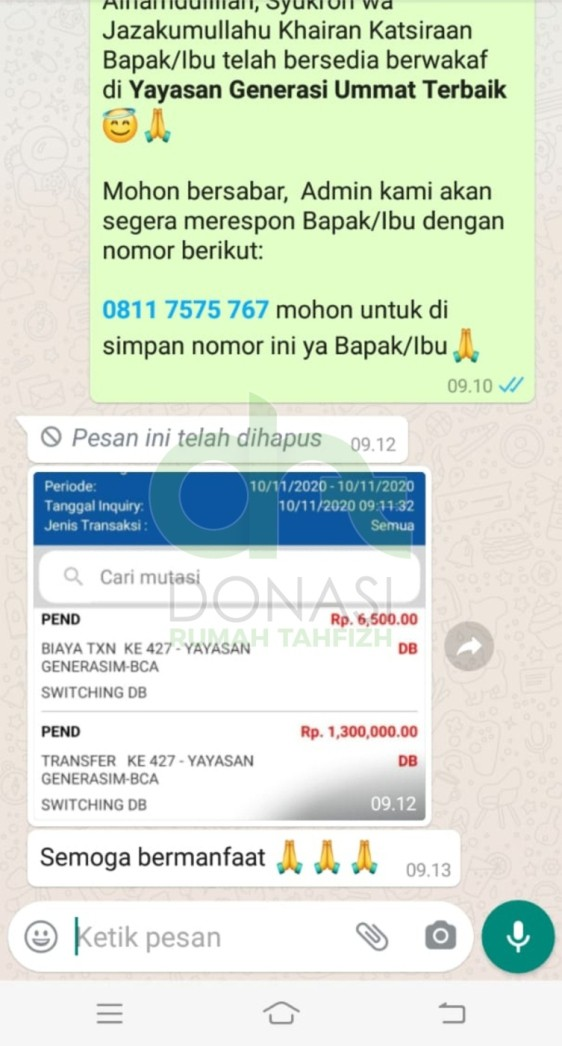 Alhamdulillah, Syukron wa
Jazakumullahu Khairan Katsiraan
Bapak/Ibu telah bersedia berwakaf
di Yayasan Generasi Ummat Terbaik
😇🙏
Mohon bersabar, Admin kami akan
segera merespon Bapak/Ibu dengan
nomor berikut:
0811 7575 767 mohon untuk di
simpan nomor ini ya Bapak/Ibu🙏
09.10
Pesan ini telah dihapus 09.12
Periode: 10/11/2020 - 10/11/2020
Tanggal Inquiry: 10/11/2020 09:11:32
Jenis Transaksi : Semua
Cari mutasi
DONASI
RUMAH TAHFIZH
PEND Rp. 6,500.00
BIAYA TXN KE 427 - YAYASAN DB
GENERASIM-BCA
SWITCHING DB
PEND Rp. 1,300,000.00
TRANSFER KE 427 - YAYASAN DB
GENERASIM-BCA
SWITCHING DB 09.12
Semoga bermanfaat 🙏🙏🙏 09.13
Ketik pesan